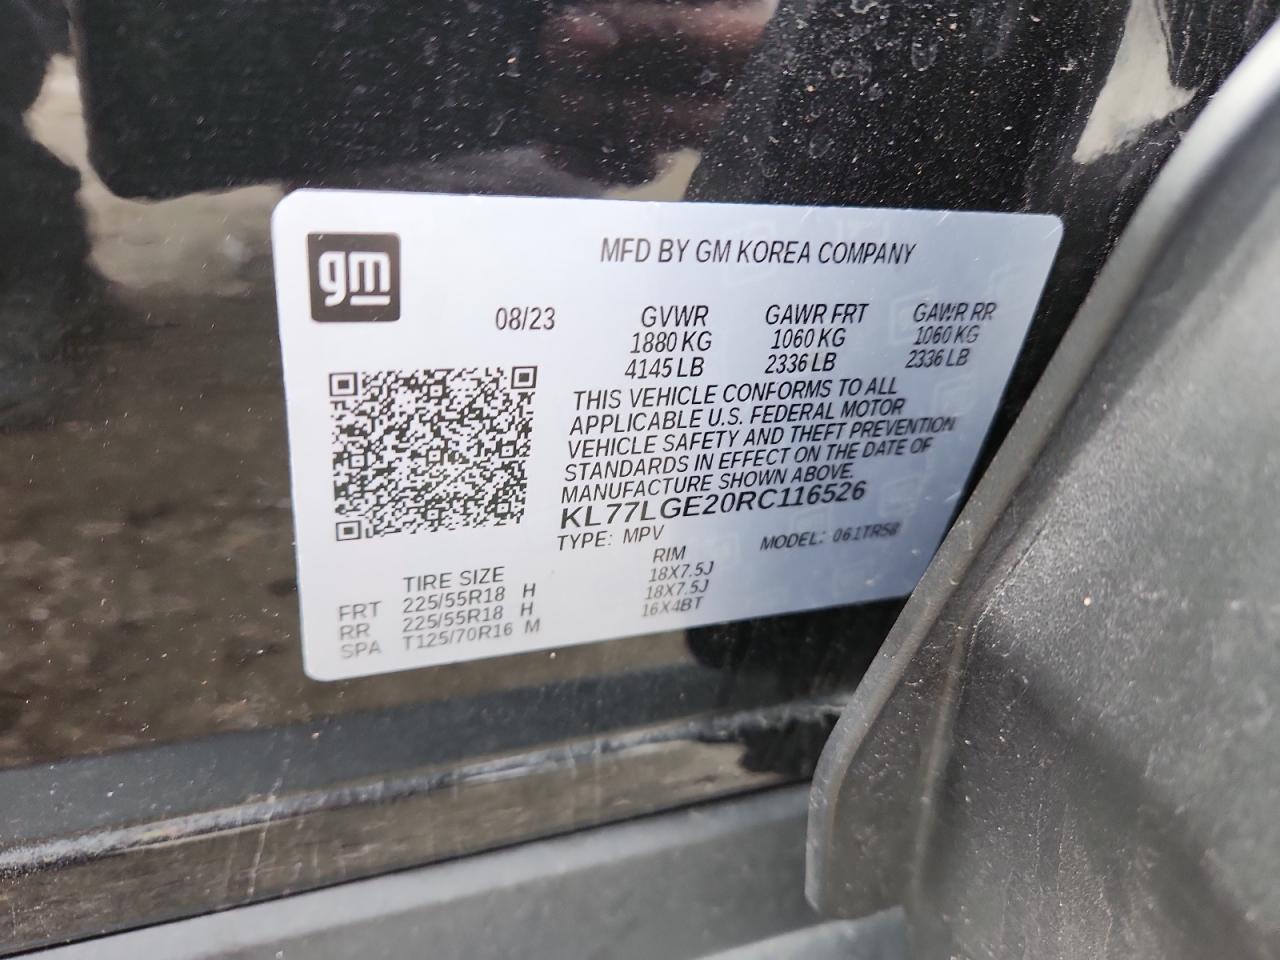 gm
MFD BY GM KOREA COMPANY
08/23 GVWR GAWR FRT GAWR RR
1880 KG 1060 KG 1060 KG
4145 LB 2336 LB 2336 LB
THIS VEHICLE CONFORMS TO ALL
APPLICABLE U.S. FEDERAL MOTOR
VEHICLE SAFETY AND THEFT PREVENTION
STANDARDS IN EFFECT ON THE DATE OF
MANUFACTURE SHOWN ABOVE.
KL77LGE20RC116526
TYPE: MPV MODEL: 061TR58
TIRE SIZE RIM
FRT 225/55R18 H 18X7.5J
RR 225/55R18 H 18X7.5J
SPA T125/70R16 M 16X4BT